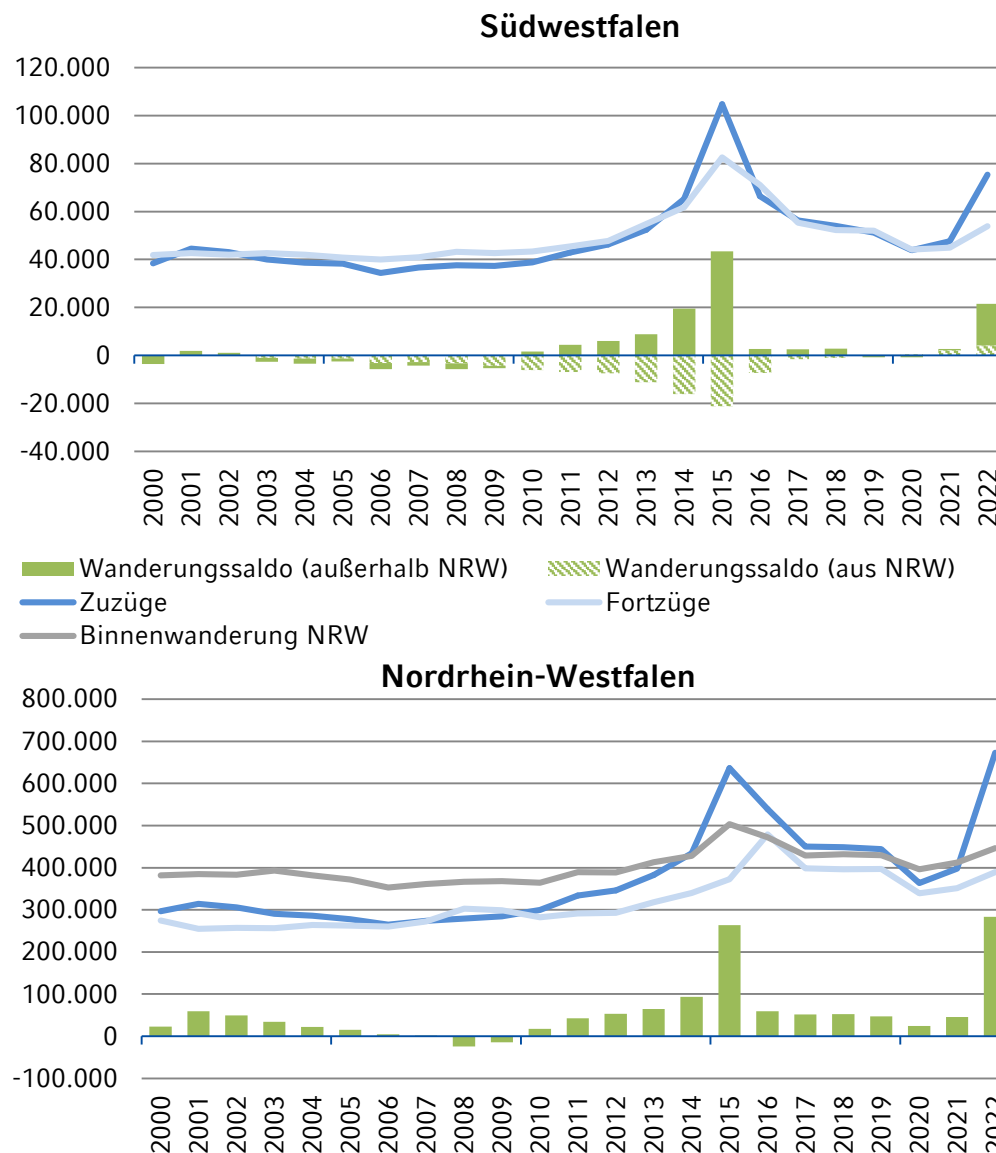 Südwestfalen
120.000
100.000
80.000
60.000
40.000
20.000
0
-20.000
-40.000
2000 2001 2002 2003 2004 2005 2006 2007 2008 2009 2010 2011 2012 2013 2014 2015 2016 2017 2018 2019 2020 2021 2022
Wanderungssaldo (außerhalb NRW) Wanderungssaldo (aus NRW)
Zuzüge Fortzüge
Binnenwanderung NRW
Nordrhein-Westfalen
800.000
700.000
600.000
500.000
400.000
300.000
200.000
100.000
0
-100.000
2000 2001 2002 2003 2004 2005 2006 2007 2008 2009 2010 2011 2012 2013 2014 2015 2016 2017 2018 2019 2020 2021 2022